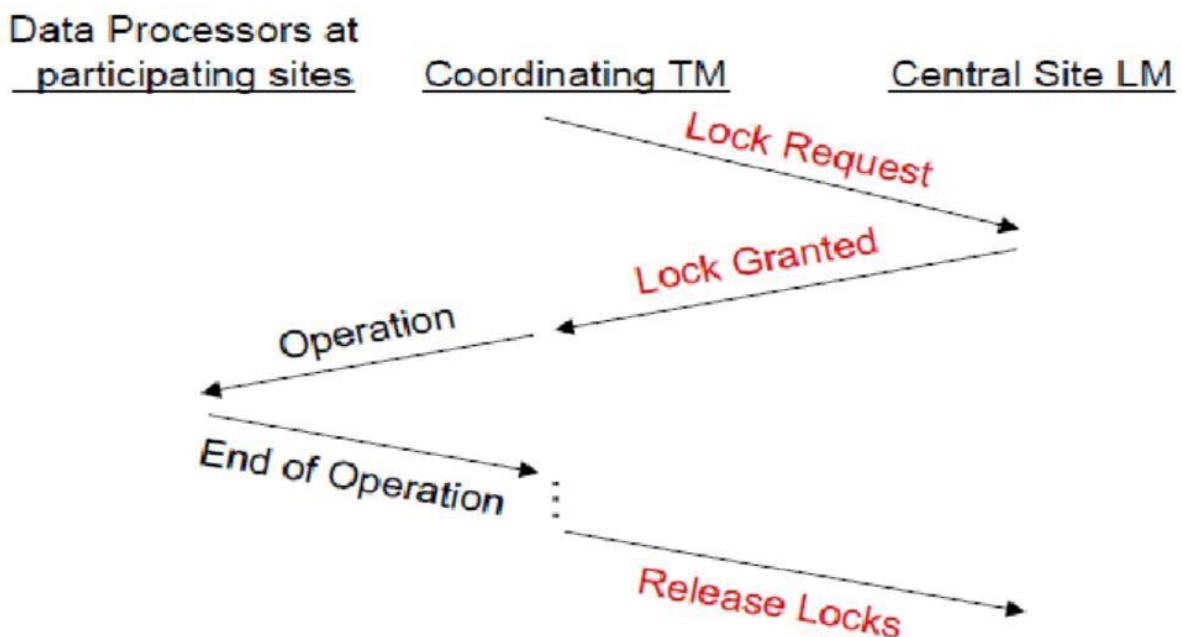 Data Processors at
participating sites
Coordinating TM
Central Site LM
Lock Request
Lock Granted
Operation
End of Operation
Release Locks